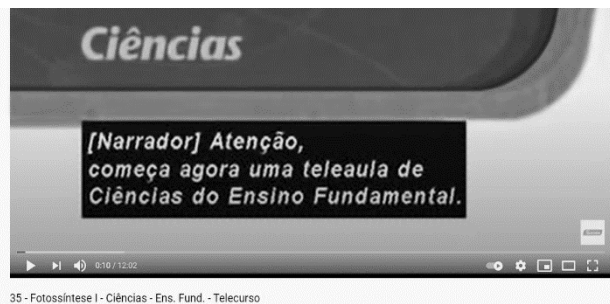 Ciências
[Narrador] Atenção,
começa agora uma teleaula de
Ciências do Ensino Fundamental.
0:10 / 12:02
35 - Fotossíntese I - Ciências - Ens. Fund. - Telecurso